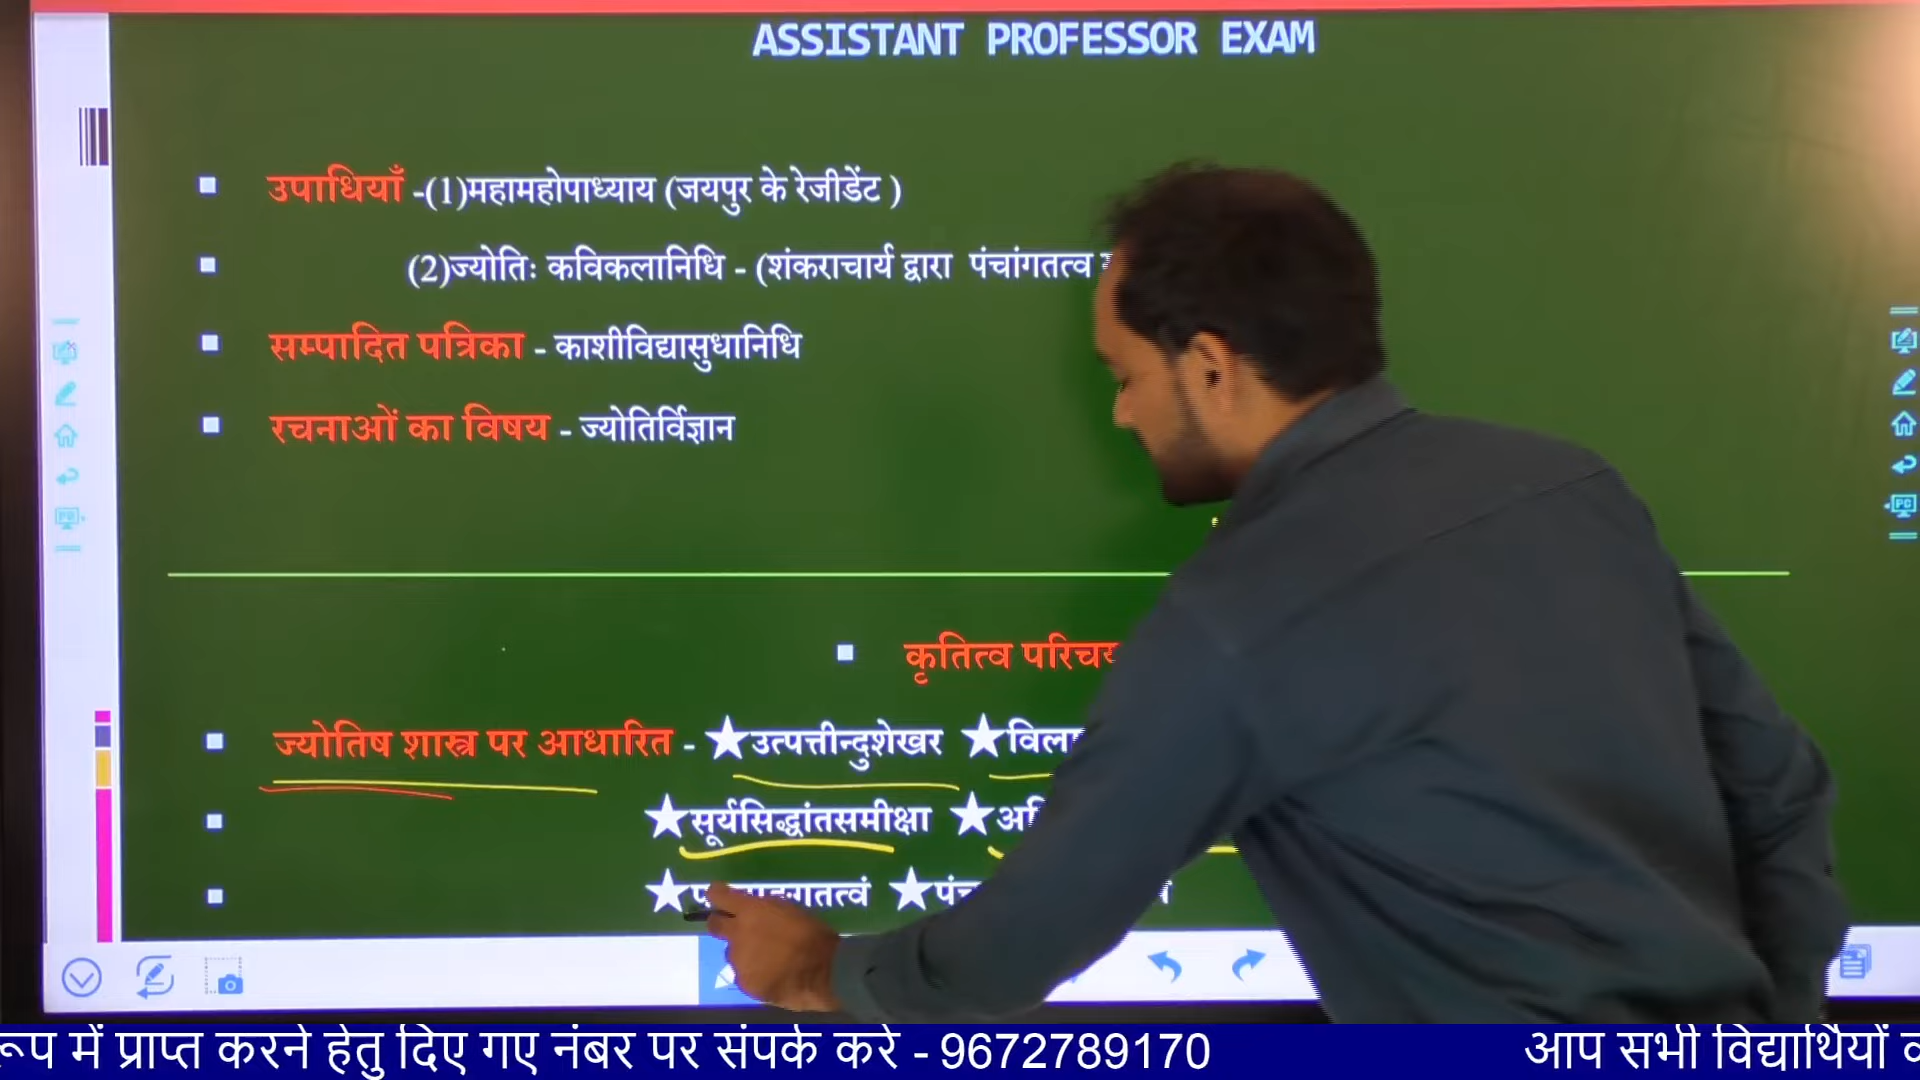 ASSISTANT PROFESSOR EXAM
उपाधियाँ -(1)महामहोपाध्याय (जयपुर के रेजीडेंट )
(2)ज्योतिः कविकलानिधि - (शंकराचार्य द्वारा पंचांगतत्व
सम्पादित पत्रिका - काशीविद्यासुधानिधि
रचनाओं का विषय - ज्योतिर्विज्ञान
कृतित्व परिचय
ज्योतिष शास्त्र पर आधारित - ★उत्पत्तीन्दुशेखर ★
★सूर्यसिद्धांतसमीक्षा ★
★ ★
रूप में प्राप्त करने हेतु दिए गए नंबर पर संपर्क करे - 9672789170 आप सभी विद्यार्थियों